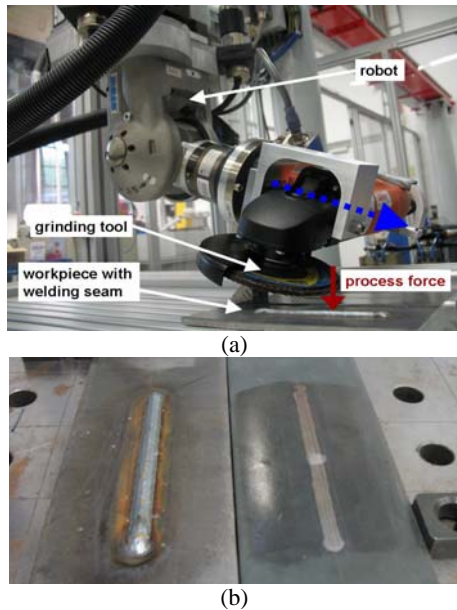 robot
grinding tool
workpiece with
welding seam
process force
(a)
(b)